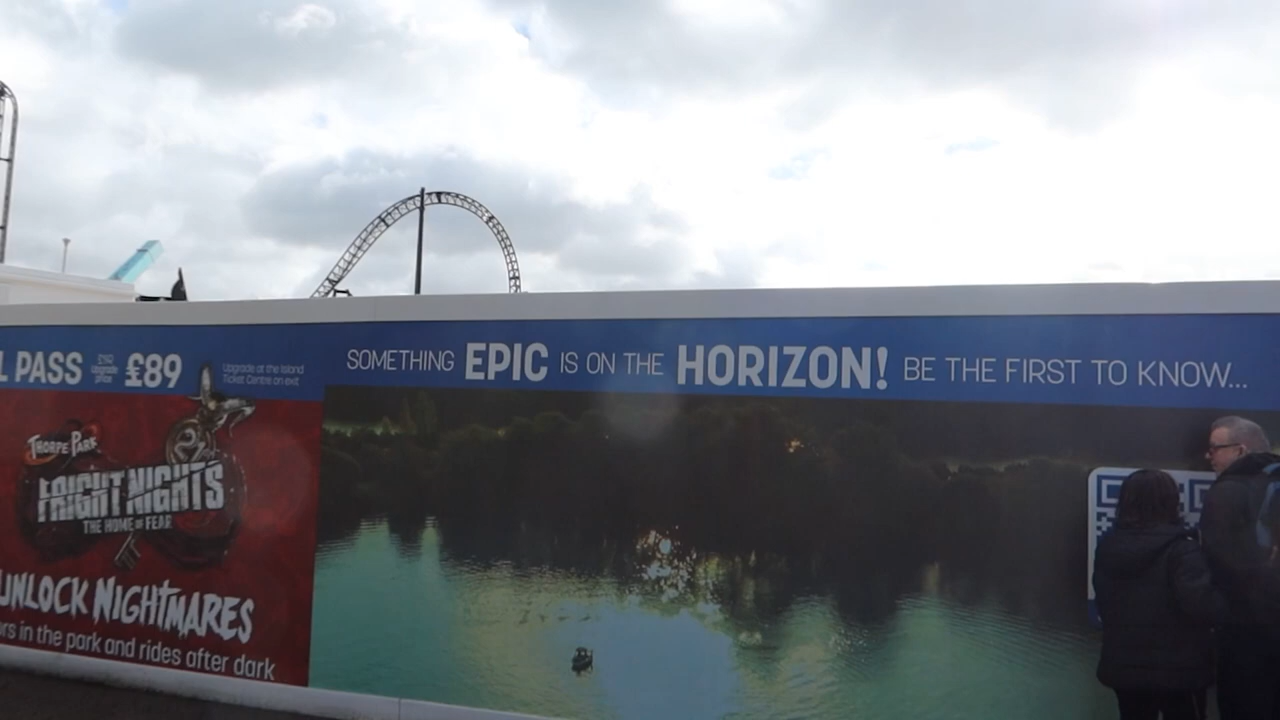 L PASS £89 Upgrade at the Island
Ticket Centre on exit
SOMETHING EPIC IS ON THE HORIZON! BE THE FIRST TO KNOW...
THORPE PARK
FRIGHT NIGHTS
THE HOME OF FEAR
UNLOCK NIGHTMARES
rs in the park and rides after dark